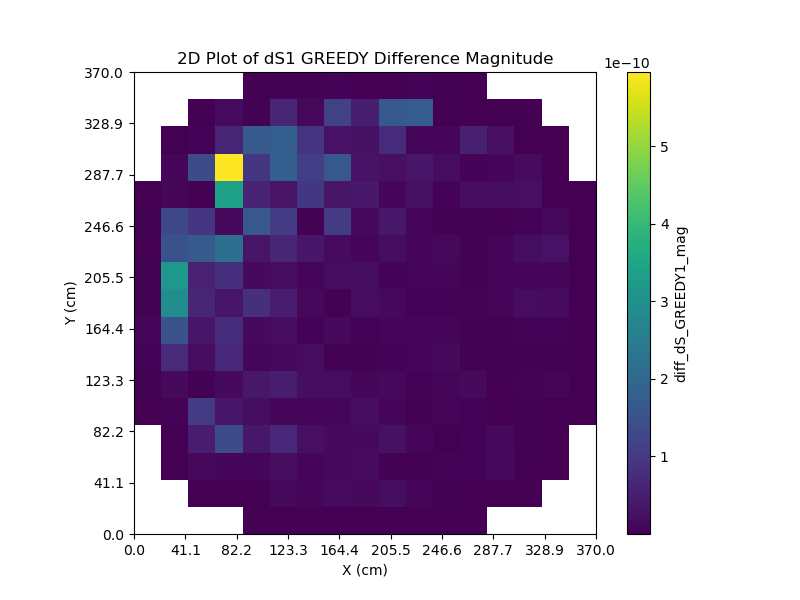 2D Plot of dS1 GREEDY Difference Magnitude
1e−10
370.0
328.9
287.7
246.6
205.5
164.4
123.3
82.2
41.1
0.0
Y (cm)
0.0 41.1 82.2 123.3 164.4 205.5 246.6 287.7 328.9 370.0
X (cm)
5
4
3
2
1
diff_dS_GREEDY1_mag